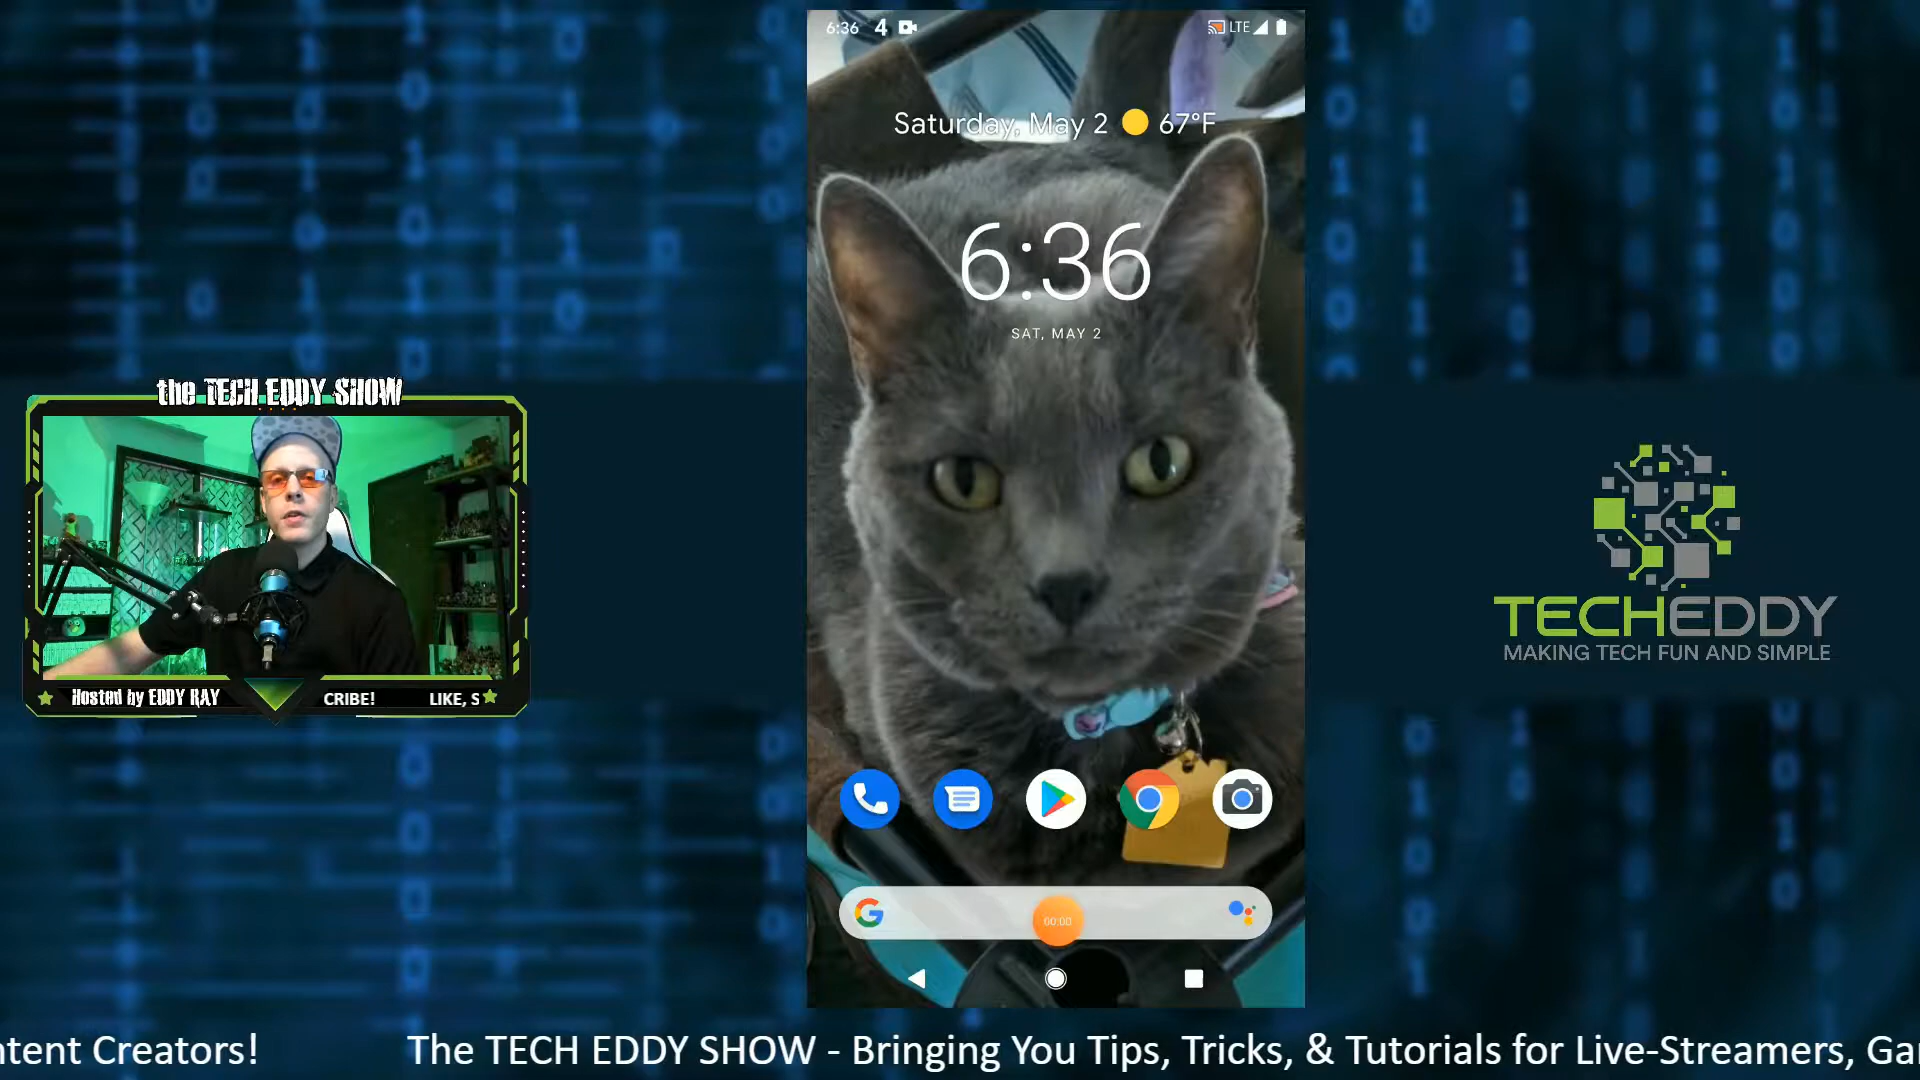 6:36 4 LTE
Saturday, May 2 67°F
6:36
SAT, MAY 2
00:00
the TECH EDDY SHOW
Hosted by EDDY RAY CRIBE! LIKE, S
TECHEDDY
MAKING TECH FUN AND SIMPLE
ntent Creators! The TECH EDDY SHOW - Bringing You Tips, Tricks, & Tutorials for Live-Streamers, Ga